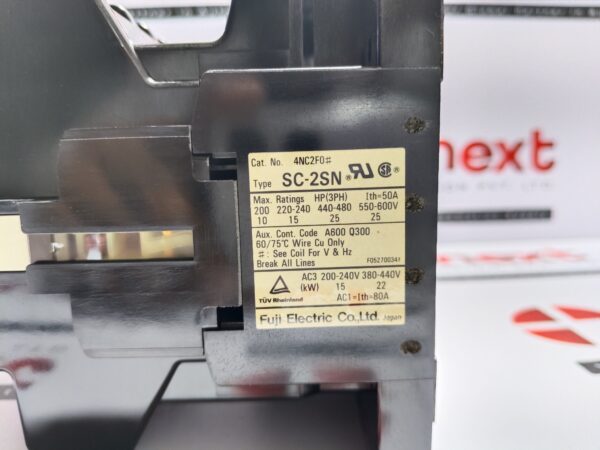 Cat. No. 4NC2F0#
Type SC-2SN ® RU SA ®
Max. Ratings HP(3PH) Ith=50A
200 220-240 440-480 550-600V
10 15 25 25
Aux. Cont. Code A600 Q300
60/75°C Wire Cu Only
#: See Coil For V & Hz
Break All Lines F052700341
AC3 200-240V 380-440V
(kW) 15 22
TÜV Rheinland AC1=Ith=80A
Fuji Electric Co.,Ltd. Japan
next